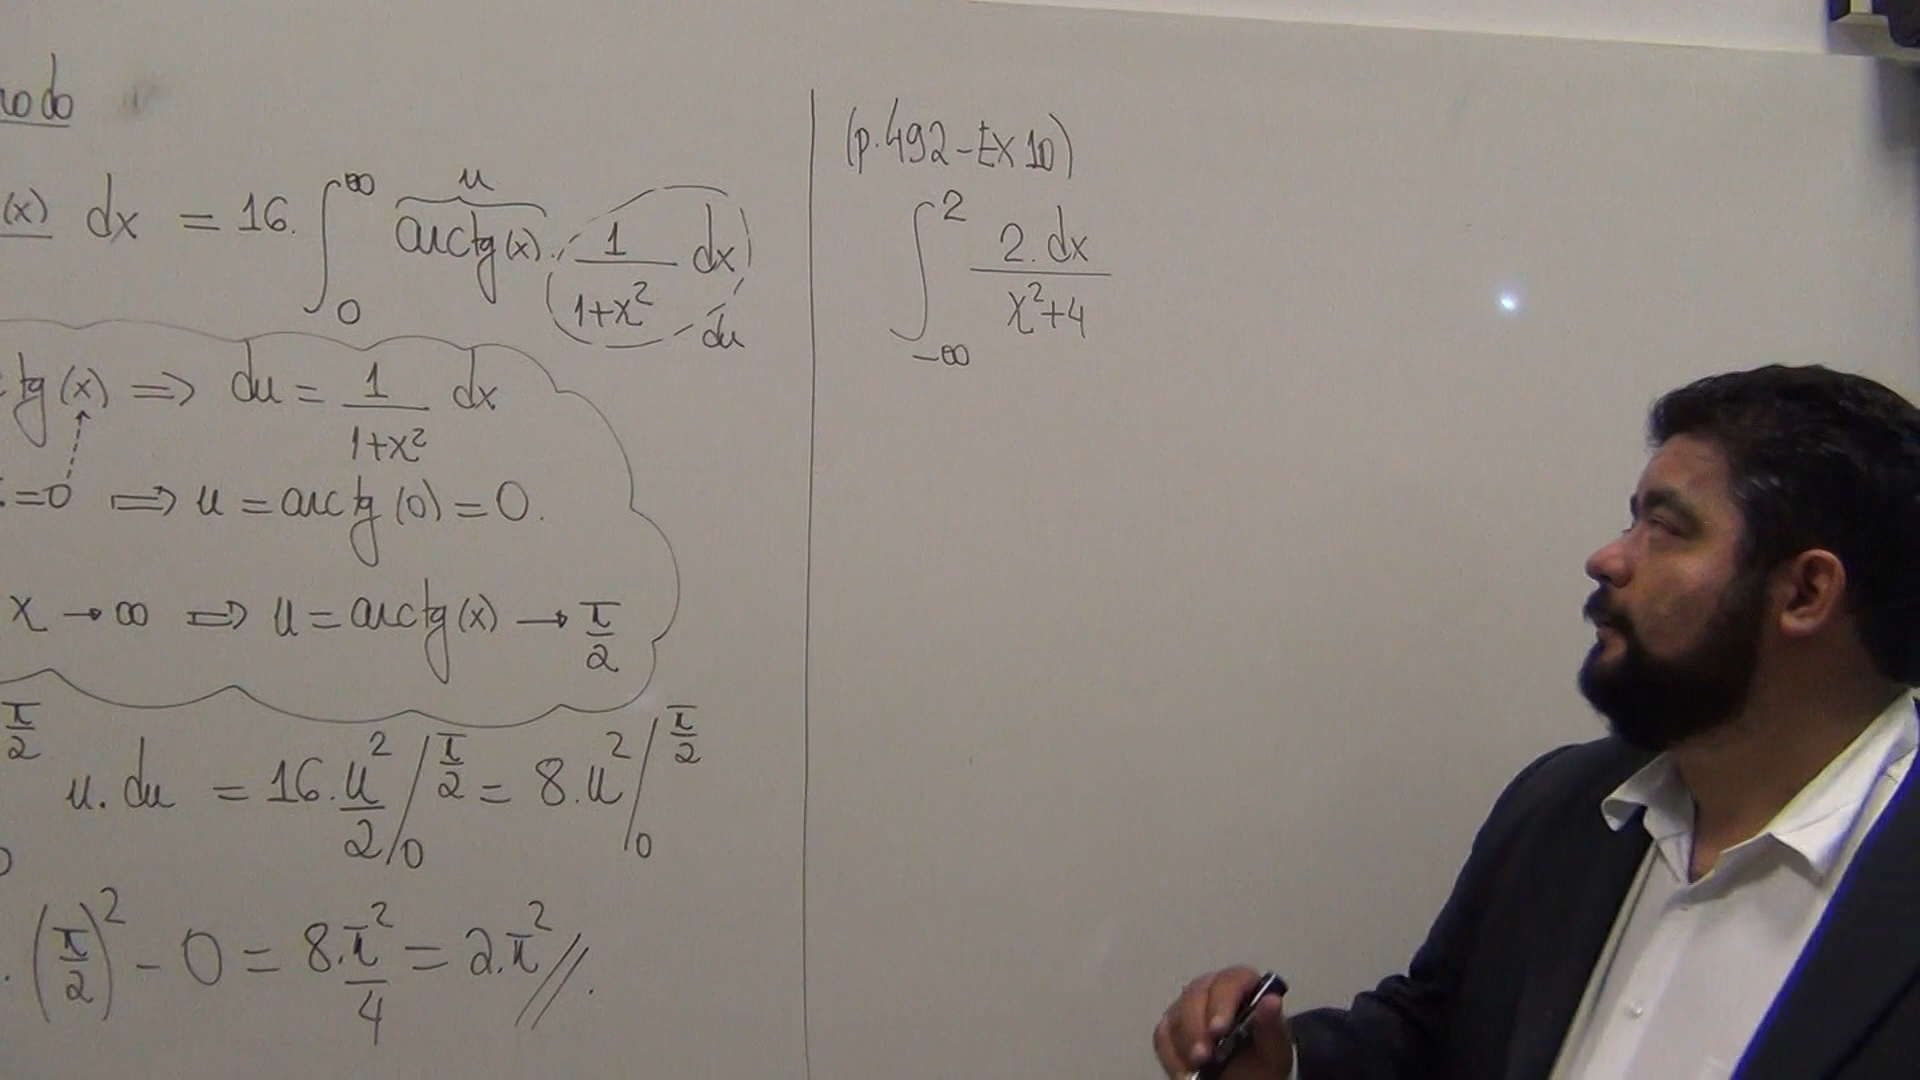 (x) dx = 16. ∫₀^∞ arctg(x) . 1/(1+x²) dx
u
du
tg(x) ⇒ du = 1/(1+x²) dx
=0 ⇒ u = arctg(0) = 0.
x → ∞ ⇒ u = arctg(x) → π/2
π/2 u.du = 16.u²/2 /₀^(π/2) = 8.u² /₀^(π/2)
. (π/2)² - 0 = 8.π²/4 = 2.π² //.
(p.492-EX 10)
∫_(-∞)^2 2.dx/(x²+4)